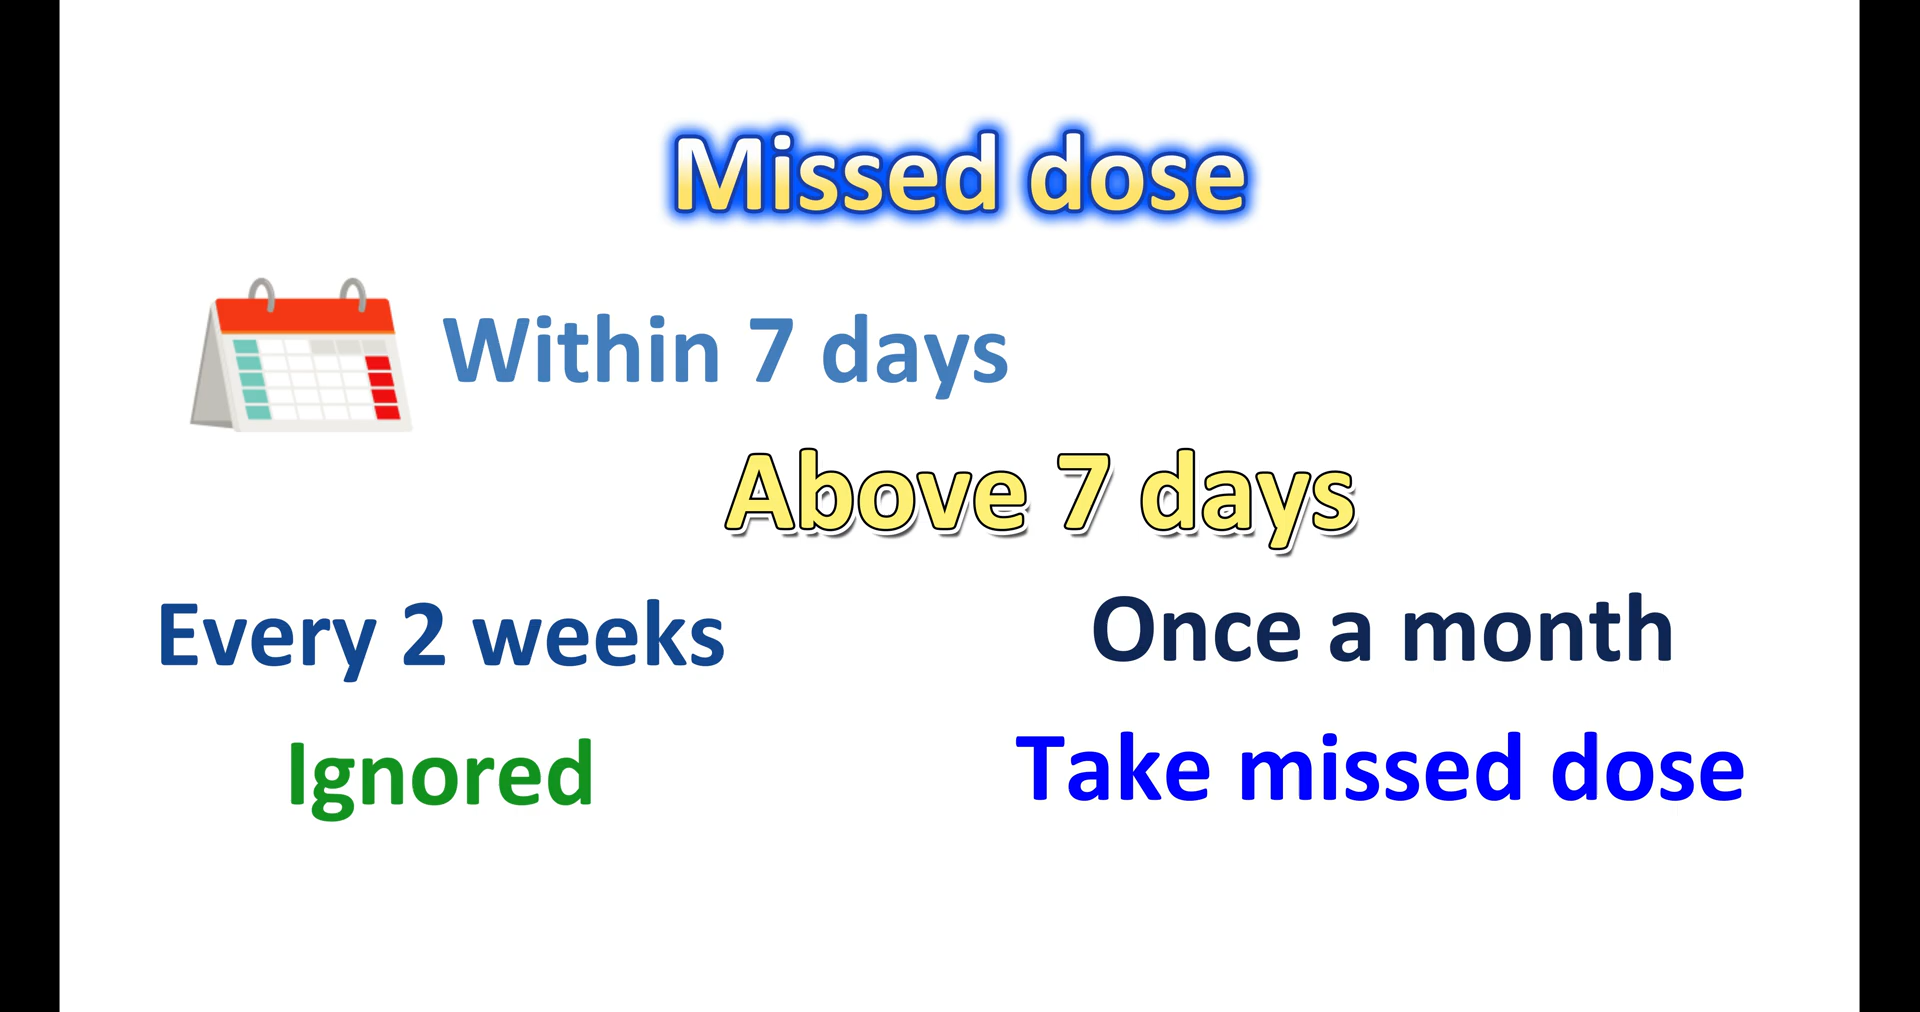 Missed dose
Within 7 days
Above 7 days
Every 2 weeks
Once a month
Ignored
Take missed dose